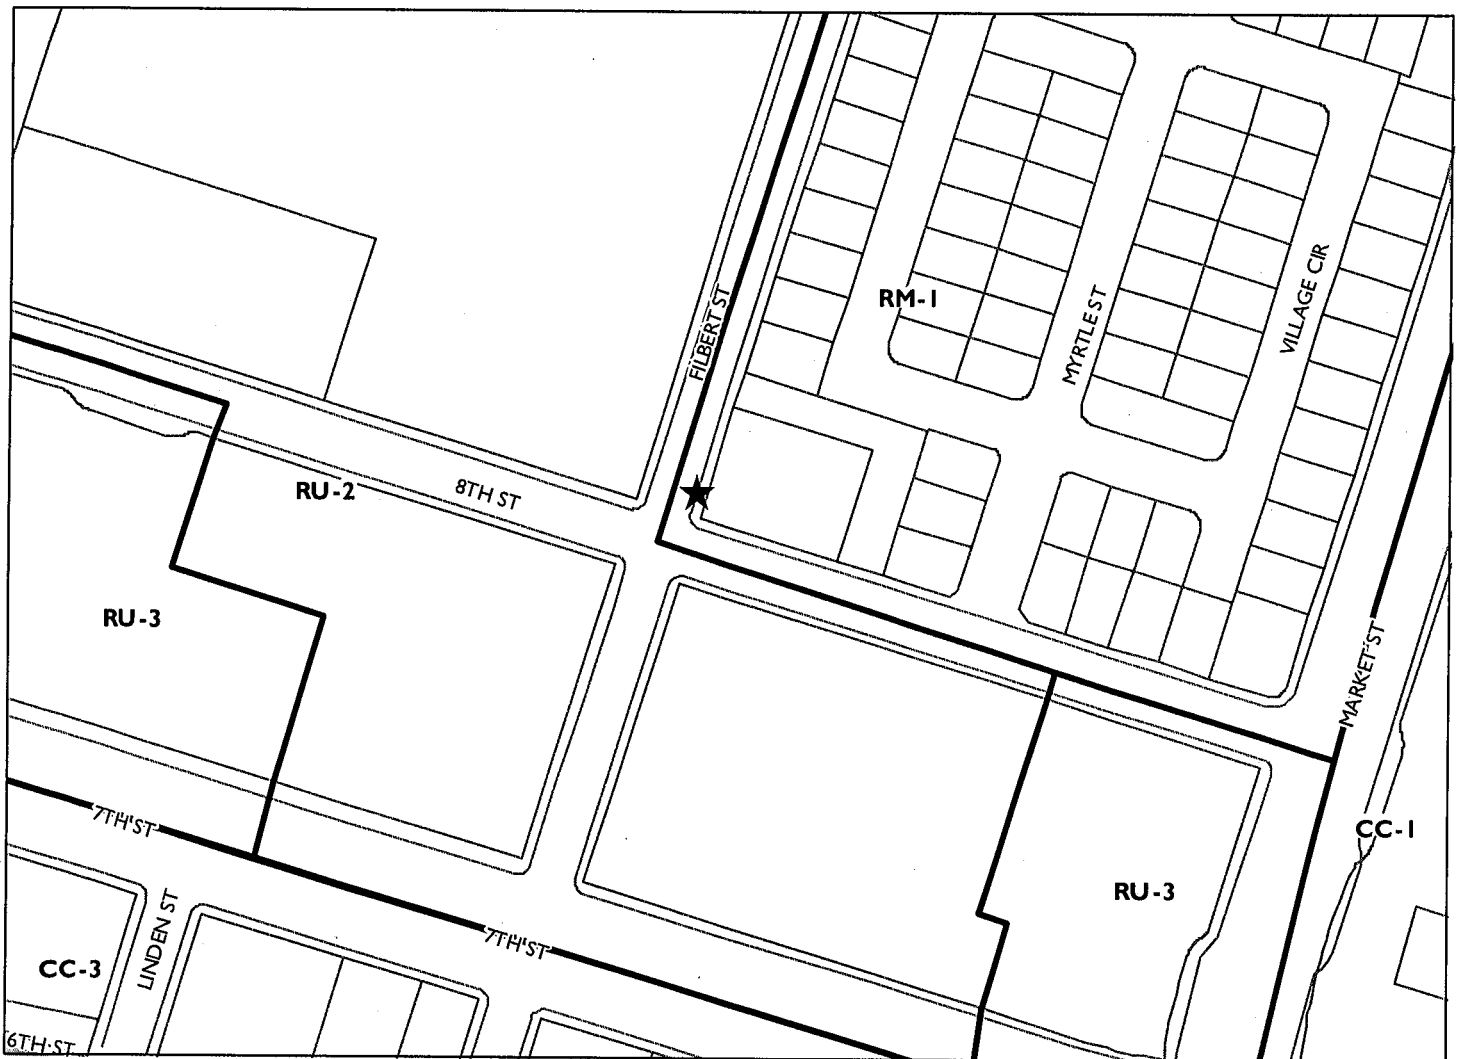 FILBERT ST
RM-1
MYRTLE ST
VILLAGE CIR
RU-2
8TH ST
RU-3
MARKET ST
7TH ST
CC-1
RU-3
LINDEN ST
7TH ST
CC-3
6TH ST